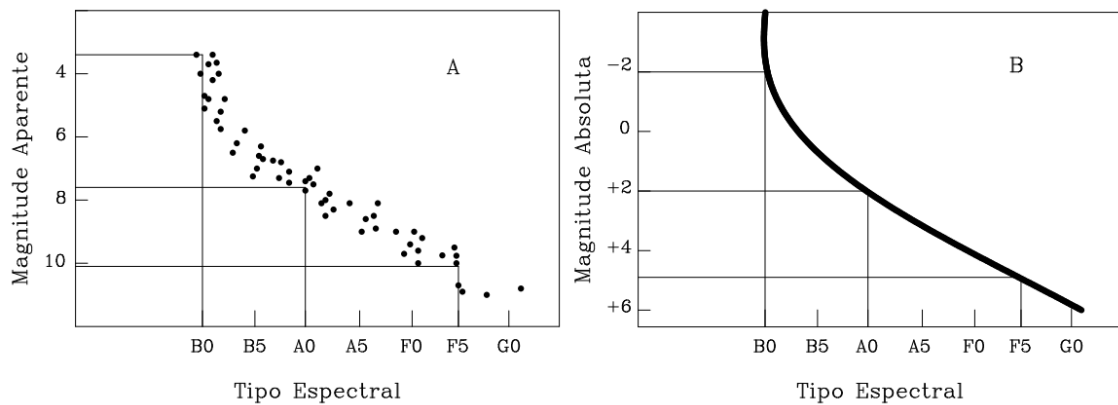 Magnitude Aparente
4
6
8
10
A
B0 B5 A0 A5 F0 F5 G0
Tipo Espectral
Magnitude Absoluta
−2
0
+2
+4
+6
B
B0 B5 A0 A5 F0 F5 G0
Tipo Espectral